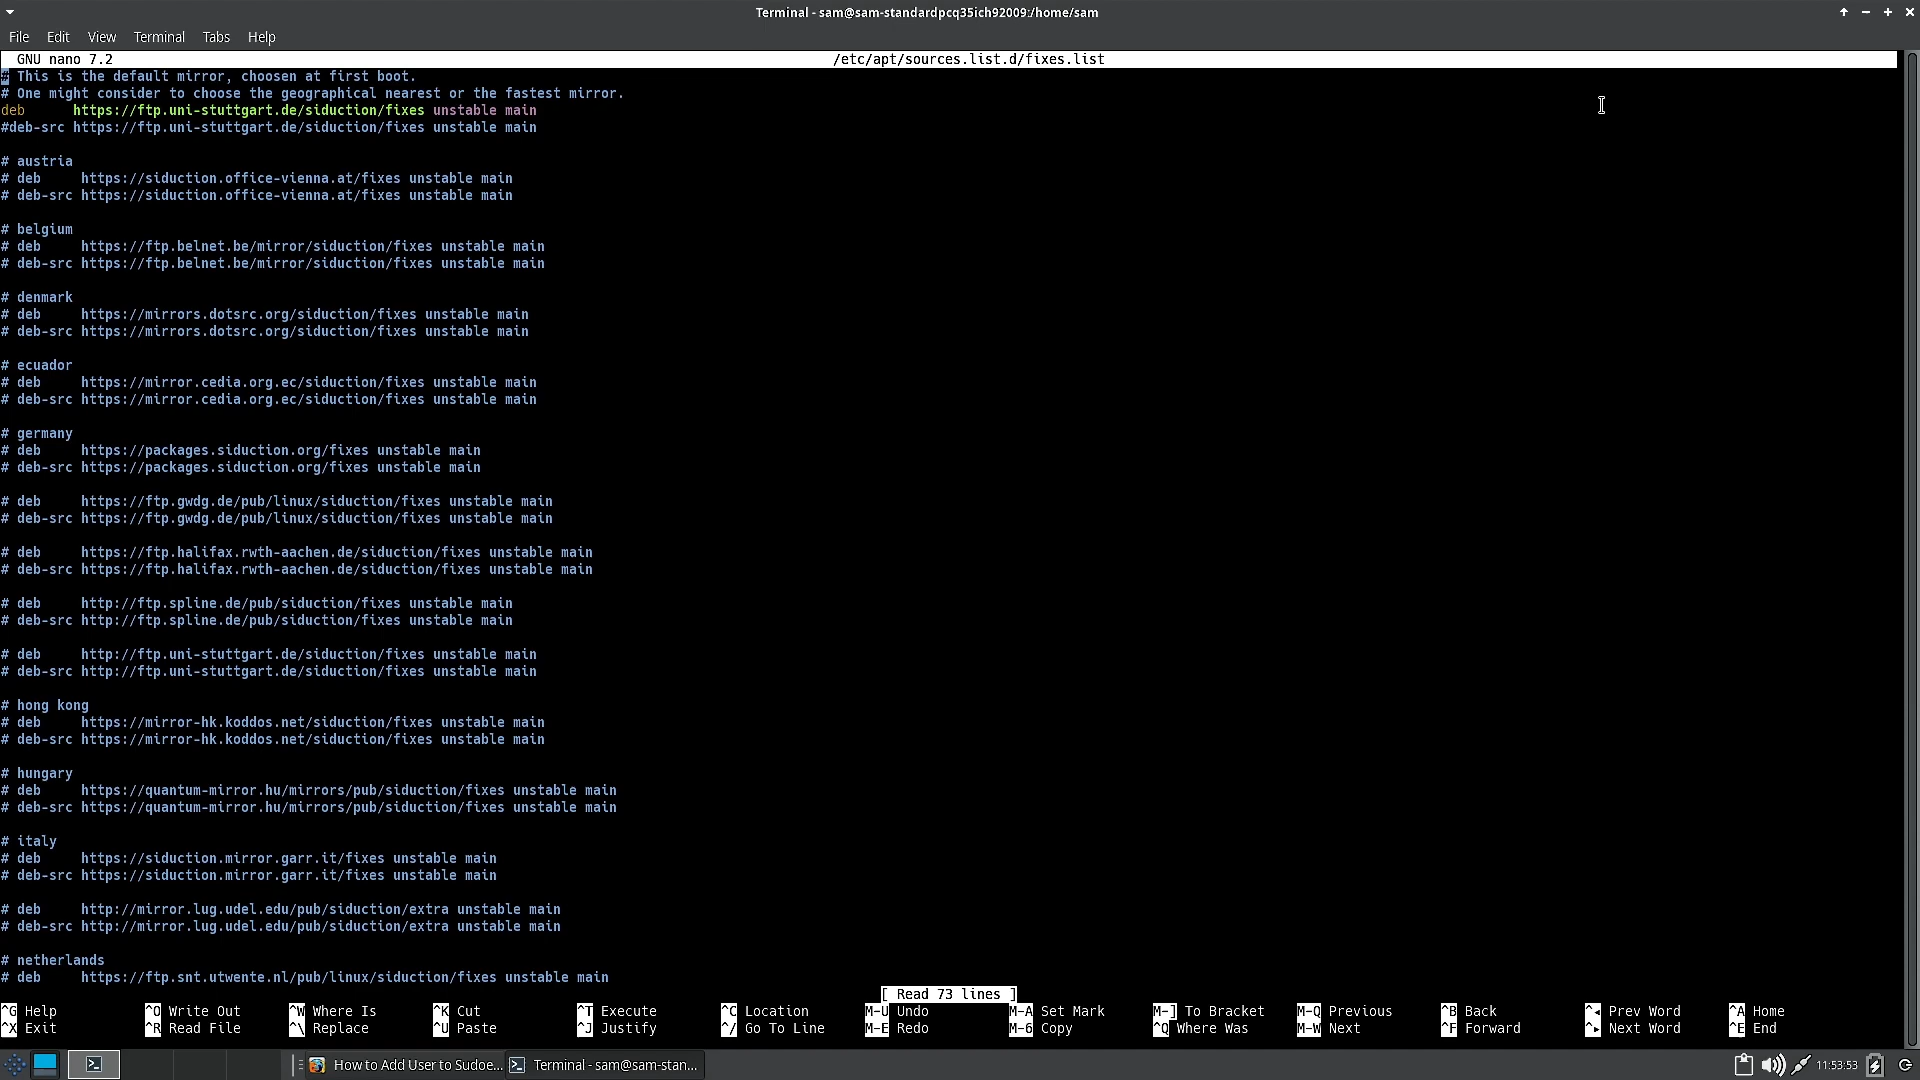 Terminal - sam@sam-standardpcq35ich92009:/home/sam
File Edit View Terminal Tabs Help
GNU nano 7.2 /etc/apt/sources.list.d/fixes.list
# This is the default mirror, choosen at first boot.
# One might consider to choose the geographical nearest or the fastest mirror.
deb      https://ftp.uni-stuttgart.de/siduction/fixes unstable main
#deb-src https://ftp.uni-stuttgart.de/siduction/fixes unstable main
# austria
# deb     https://siduction.office-vienna.at/fixes unstable main
# deb-src https://siduction.office-vienna.at/fixes unstable main
# belgium
# deb     https://ftp.belnet.be/mirror/siduction/fixes unstable main
# deb-src https://ftp.belnet.be/mirror/siduction/fixes unstable main
# denmark
# deb     https://mirrors.dotsrc.org/siduction/fixes unstable main
# deb-src https://mirrors.dotsrc.org/siduction/fixes unstable main
# ecuador
# deb     https://mirror.cedia.org.ec/siduction/fixes unstable main
# deb-src https://mirror.cedia.org.ec/siduction/fixes unstable main
# germany
# deb     https://packages.siduction.org/fixes unstable main
# deb-src https://packages.siduction.org/fixes unstable main
# deb     https://ftp.gwdg.de/pub/linux/siduction/fixes unstable main
# deb-src https://ftp.gwdg.de/pub/linux/siduction/fixes unstable main
# deb     https://ftp.halifax.rwth-aachen.de/siduction/fixes unstable main
# deb-src https://ftp.halifax.rwth-aachen.de/siduction/fixes unstable main
# deb     http://ftp.spline.de/pub/siduction/fixes unstable main
# deb-src http://ftp.spline.de/pub/siduction/fixes unstable main
# deb     http://ftp.uni-stuttgart.de/siduction/fixes unstable main
# deb-src http://ftp.uni-stuttgart.de/siduction/fixes unstable main
# hong kong
# deb     https://mirror-hk.koddos.net/siduction/fixes unstable main
# deb-src https://mirror-hk.koddos.net/siduction/fixes unstable main
# hungary
# deb     https://quantum-mirror.hu/mirrors/pub/siduction/fixes unstable main
# deb-src https://quantum-mirror.hu/mirrors/pub/siduction/fixes unstable main
# italy
# deb     https://siduction.mirror.garr.it/fixes unstable main
# deb-src https://siduction.mirror.garr.it/fixes unstable main
# deb     http://mirror.lug.udel.edu/pub/siduction/extra unstable main
# deb-src http://mirror.lug.udel.edu/pub/siduction/extra unstable main
# netherlands
# deb     https://ftp.snt.utwente.nl/pub/linux/siduction/fixes unstable main
[ Read 73 lines ]
^G Help ^O Write Out ^W Where Is ^K Cut ^T Execute ^C Location M-U Undo M-A Set Mark M-] To Bracket M-Q Previous ^B Back ^◂ Prev Word ^A Home
^X Exit ^R Read File ^\ Replace ^U Paste ^J Justify ^/ Go To Line M-E Redo M-6 Copy ^Q Where Was M-W Next ^F Forward ^▸ Next Word ^E End
How to Add User to Sudoe... Terminal - sam@sam-stan... 11:53:53